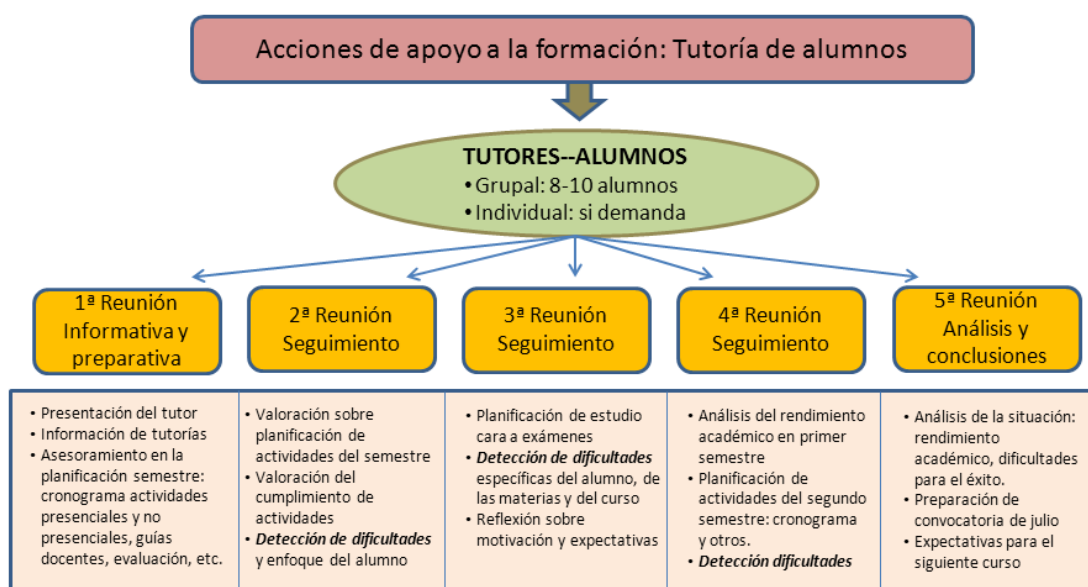 Acciones de apoyo a la formación: Tutoría de alumnos
TUTORES--ALUMNOS
• Grupal: 8-10 alumnos
• Individual: si demanda
1ª Reunión
Informativa y
preparativa
2ª Reunión
Seguimiento
3ª Reunión
Seguimiento
4ª Reunión
Seguimiento
5ª Reunión
Análisis y
conclusiones
• Presentación del tutor
• Información de tutorías
• Asesoramiento en la
planificación semestre:
cronograma actividades
presenciales y no
presenciales, guías
docentes, evaluación, etc.
• Valoración sobre
planificación de
actividades del semestre
• Valoración del
cumplimiento de
actividades
• Detección de dificultades
y enfoque del alumno
• Planificación de estudio
cara a exámenes
• Detección de dificultades
específicas del alumno, de
las materias y del curso
• Reflexión sobre
motivación y expectativas
• Análisis del rendimiento
académico en primer
semestre
• Planificación de
actividades del segundo
semestre: cronograma
y otros.
• Detección dificultades
• Análisis de la situación:
rendimiento
académico, dificultades
para el éxito.
• Preparación de
convocatoria de julio
• Expectativas para el
siguiente curso